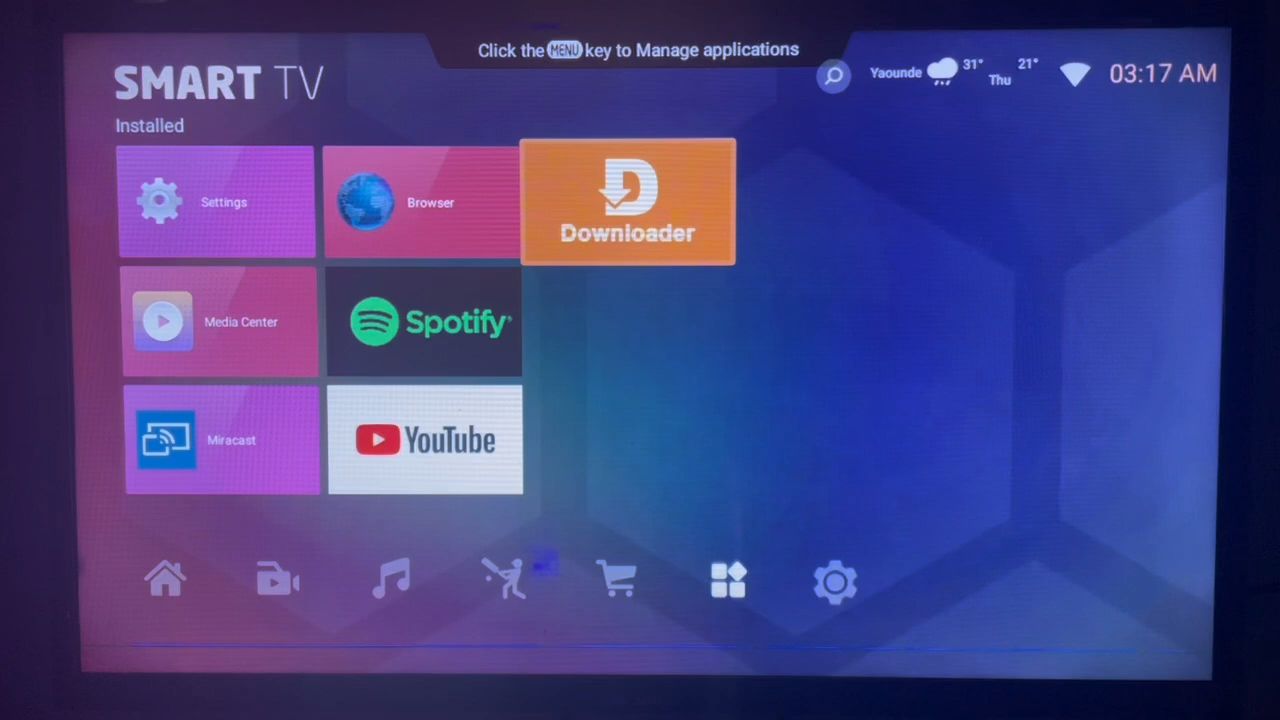 Click the MENU key to Manage applications
SMART TV
Yaounde 31° Thu 21° 03:17 AM
Installed
Settings
Browser
D
Downloader
Media Center
Spotify®
Miracast
YouTube